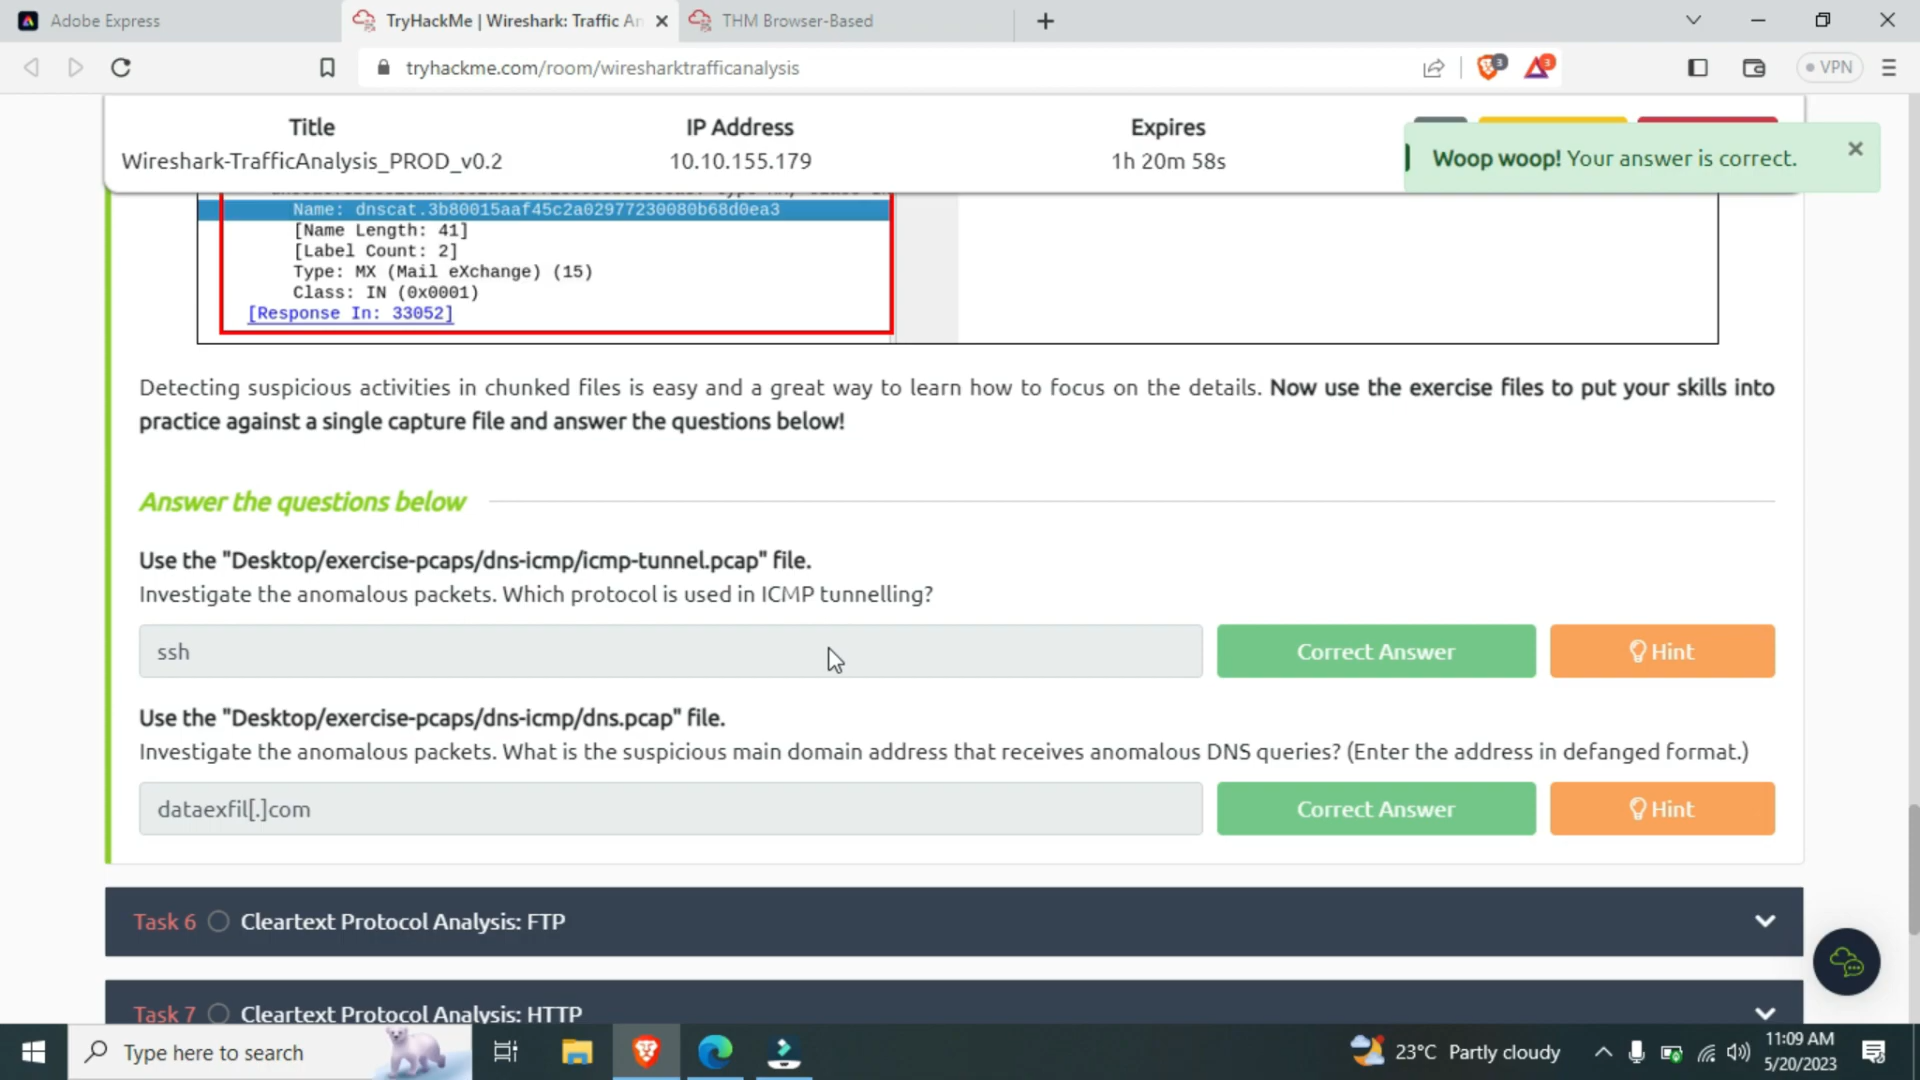 Adobe Express
TryHackMe | Wireshark: Traffic An
THM Browser-Based
tryhackme.com/room/wiresharktrafficanalysis
3
3
VPN
Title
IP Address
Expires
Wireshark-TrafficAnalysis_PROD_v0.2
10.10.155.179
1h 20m 58s
Woop woop! Your answer is correct.
Name: dnscat.3b80015aaf45c2a02977230080b68d0ea3
[Name Length: 41]
[Label Count: 2]
Type: MX (Mail eXchange) (15)
Class: IN (0x0001)
[Response In: 33052]
Detecting suspicious activities in chunked files is easy and a great way to learn how to focus on the details. Now use the exercise files to put your skills into
practice against a single capture file and answer the questions below!
Answer the questions below
Use the "Desktop/exercise-pcaps/dns-icmp/icmp-tunnel.pcap" file.
Investigate the anomalous packets. Which protocol is used in ICMP tunnelling?
ssh
Correct Answer
Hint
Use the "Desktop/exercise-pcaps/dns-icmp/dns.pcap" file.
Investigate the anomalous packets. What is the suspicious main domain address that receives anomalous DNS queries? (Enter the address in defanged format.)
dataexfil[.]com
Correct Answer
Hint
Task 6 Cleartext Protocol Analysis: FTP
Task 7 Cleartext Protocol Analysis: HTTP
Type here to search
23°C Partly cloudy
11:09 AM
5/20/2023